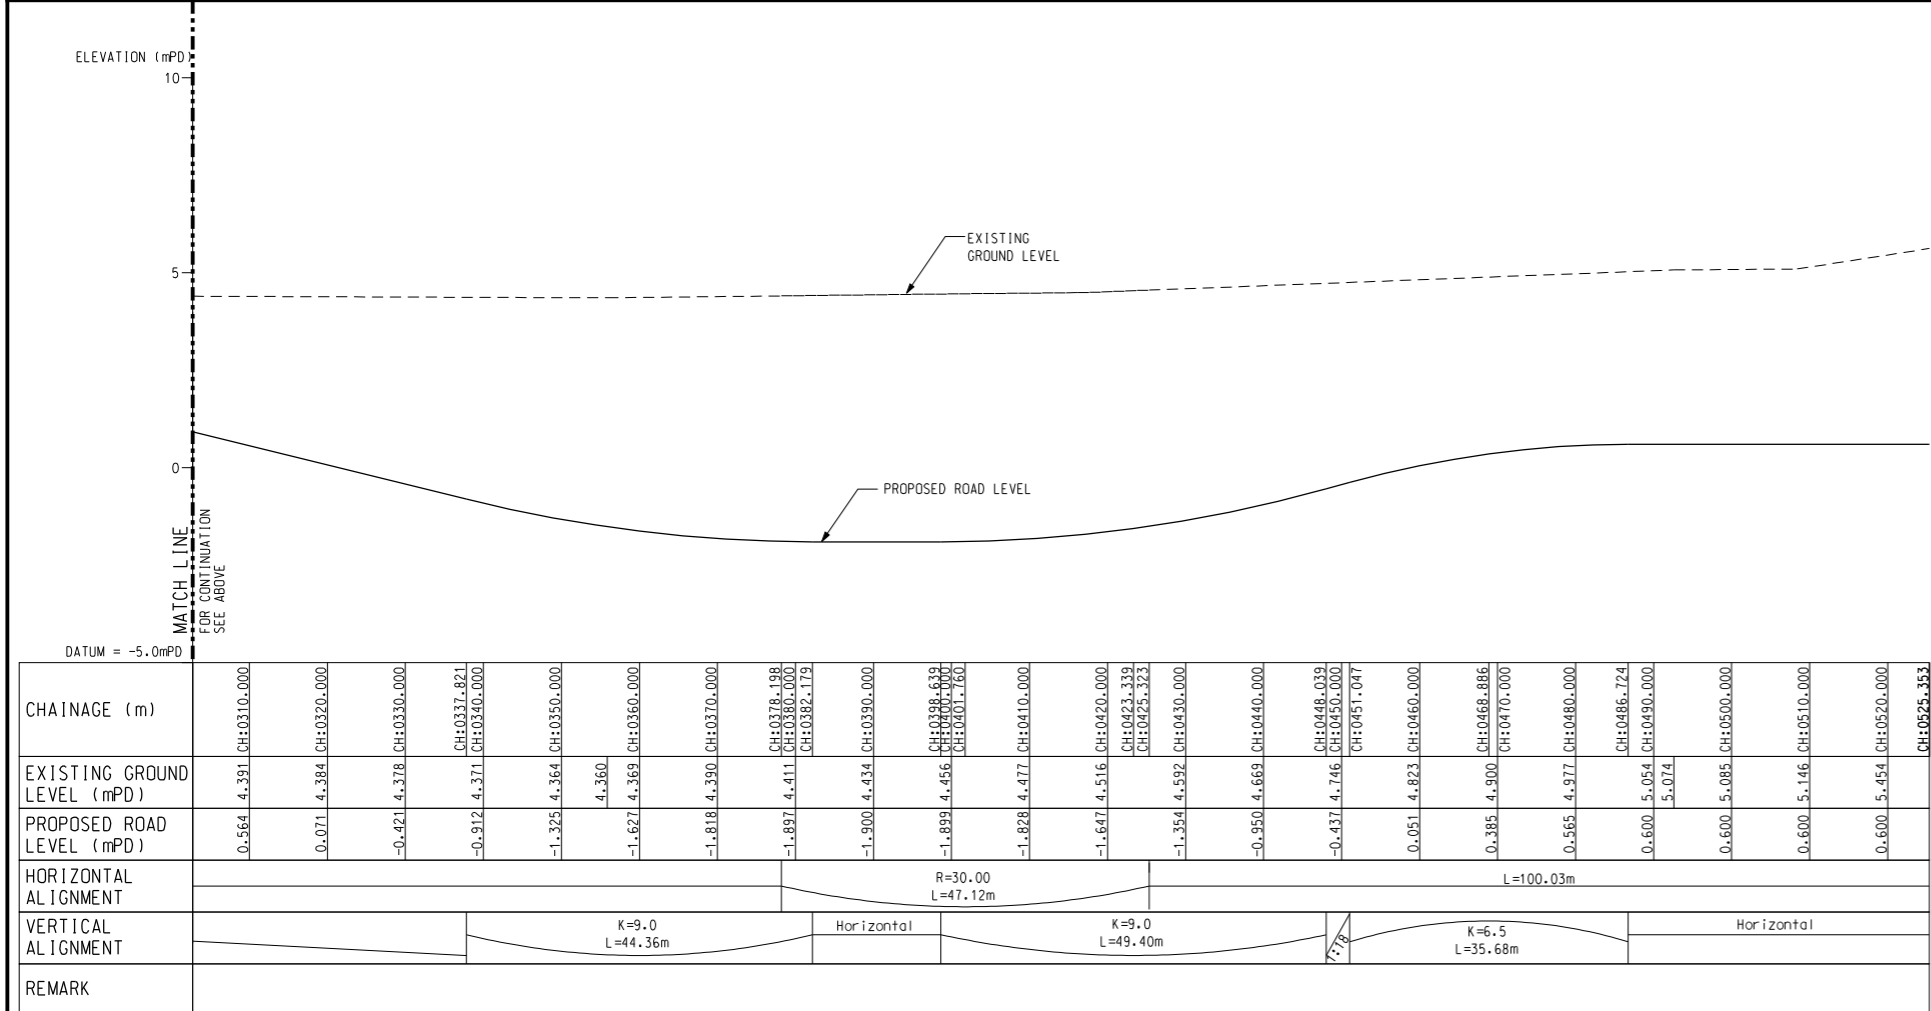 ELEVATION (mPD)
10
5
0
EXISTING
GROUND LEVEL
PROPOSED ROAD LEVEL
MATCH LINE
FOR CONTINUATION
SEE ABOVE
DATUM = -5.0mPD
CHAINAGE (m)
CH:0310.000
CH:0320.000
CH:0330.000
CH:0337.821
CH:0340.000
CH:0350.000
CH:0360.000
CH:0370.000
CH:0378.198
CH:0380.000
CH:0382.179
CH:0390.000
CH:0398.639
CH:0400.000
CH:0401.760
CH:0410.000
CH:0420.000
CH:0423.339
CH:0425.323
CH:0430.000
CH:0440.000
CH:0448.039
CH:0450.000
CH:0451.047
CH:0460.000
CH:0468.886
CH:0470.000
CH:0480.000
CH:0486.724
CH:0490.000
CH:0500.000
CH:0510.000
CH:0520.000
CH:0525.353
EXISTING GROUND
LEVEL (mPD)
4.391
4.384
4.378
4.371
4.364
4.360
4.369
4.390
4.411
4.434
4.456
4.477
4.516
4.592
4.669
4.746
4.823
4.900
4.977
5.054
5.074
5.085
5.146
5.454
PROPOSED ROAD
LEVEL (mPD)
0.564
0.071
-0.421
-0.912
-1.325
-1.627
-1.818
-1.897
-1.900
-1.899
-1.828
-1.647
-1.354
-0.950
-0.437
0.051
0.385
0.565
0.600
0.600
0.600
0.600
HORIZONTAL
ALIGNMENT
R=30.00
L=47.12m
L=100.03m
VERTICAL
ALIGNMENT
K=9.0
L=44.36m
Horizontal
K=9.0
L=49.40m
1:18
K=6.5
L=35.68m
Horizontal
REMARK